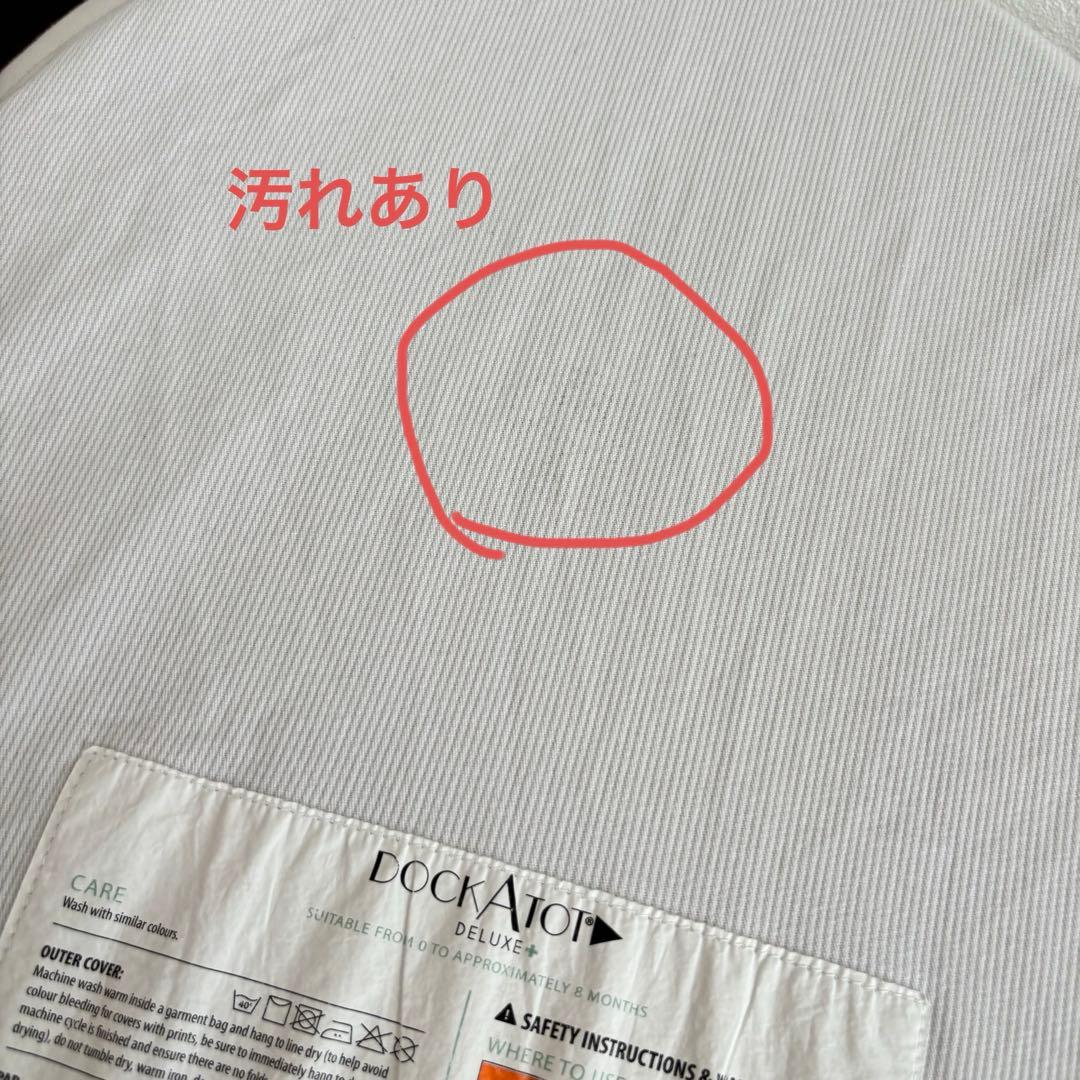 汚れあり
DOCKATOT®
DELUXE+
SUITABLE FROM 0 TO APPROXIMATELY 8 MONTHS
CARE
Wash with similar colours.
OUTER COVER:
Machine wash warm inside a garment bag and hang to line dry (to help avoid
colour bleeding for covers with prints, be sure to immediately hang to
machine cycle is finished and ensure there are no
drying), do not tumble dry, warm iron,
40°
SAFETY INSTRUCTIONS &
WHERE TO USE